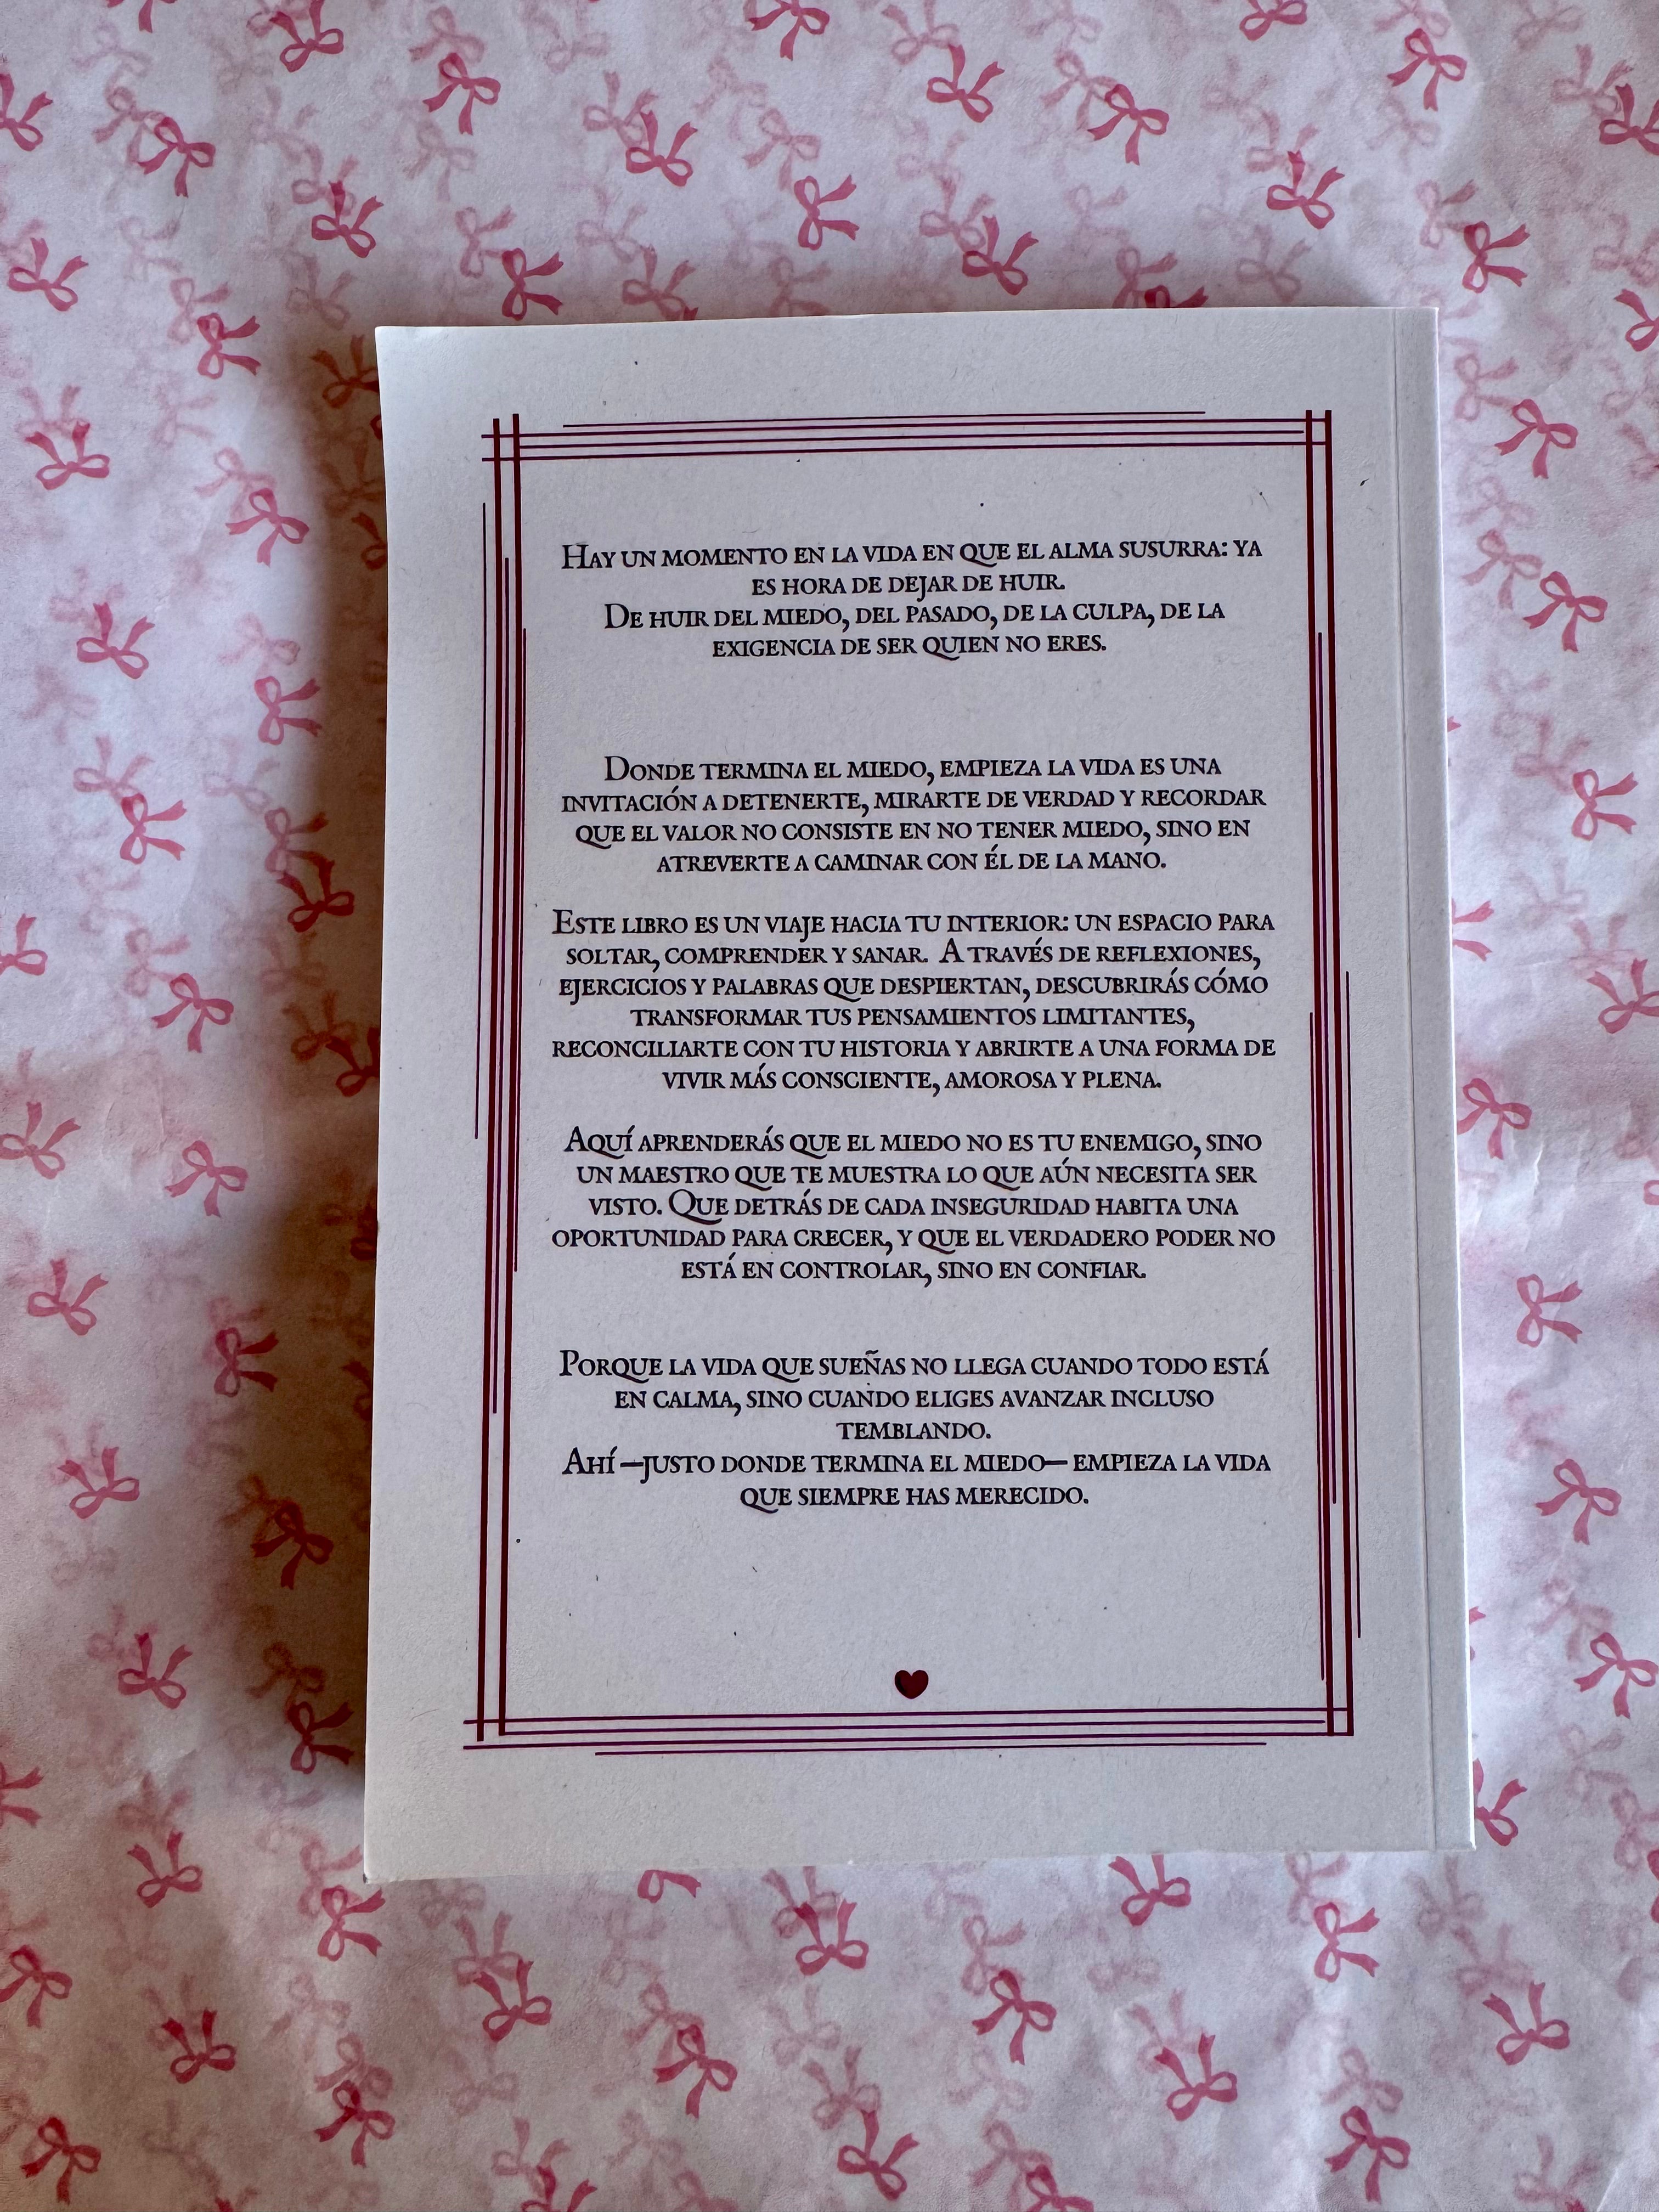 Hay un momento en la vida en que el alma susurra: ya
es hora de dejar de huir.
De huir del miedo, del pasado, de la culpa, de la
exigencia de ser quien no eres.
Donde termina el miedo, empieza la vida es una
invitación a detenerte, mirarte de verdad y recordar
que el valor no consiste en no tener miedo, sino en
atreverte a caminar con él de la mano.
Este libro es un viaje hacia tu interior: un espacio para
soltar, comprender y sanar. A través de reflexiones,
ejercicios y palabras que despiertan, descubrirás cómo
transformar tus pensamientos limitantes,
reconciliarte con tu historia y abrirte a una forma de
vivir más consciente, amorosa y plena.
Aquí aprenderás que el miedo no es tu enemigo, sino
un maestro que te muestra lo que aún necesita ser
visto. Que detrás de cada inseguridad habita una
oportunidad para crecer, y que el verdadero poder no
está en controlar, sino en confiar.
Porque la vida que sueñas no llega cuando todo está
en calma, sino cuando eliges avanzar incluso
temblando.
Ahí —justo donde termina el miedo— empieza la vida
que siempre has merecido.